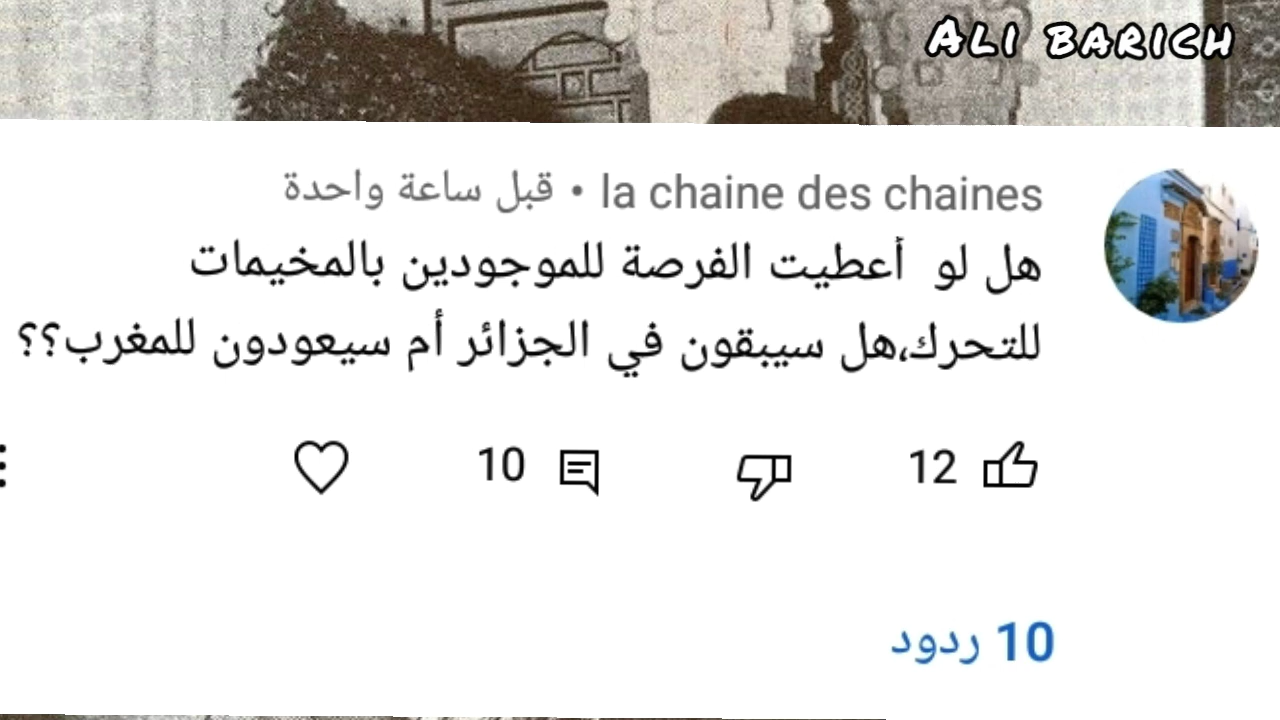 ALI BARICH
la chaine des chaines • قبل ساعة واحدة
هل لو أعطيت الفرصة للموجودين بالمخيمات
للتحرك،هل سيبقون في الجزائر أم سيعودون للمغرب؟؟
12 10
10 ردود